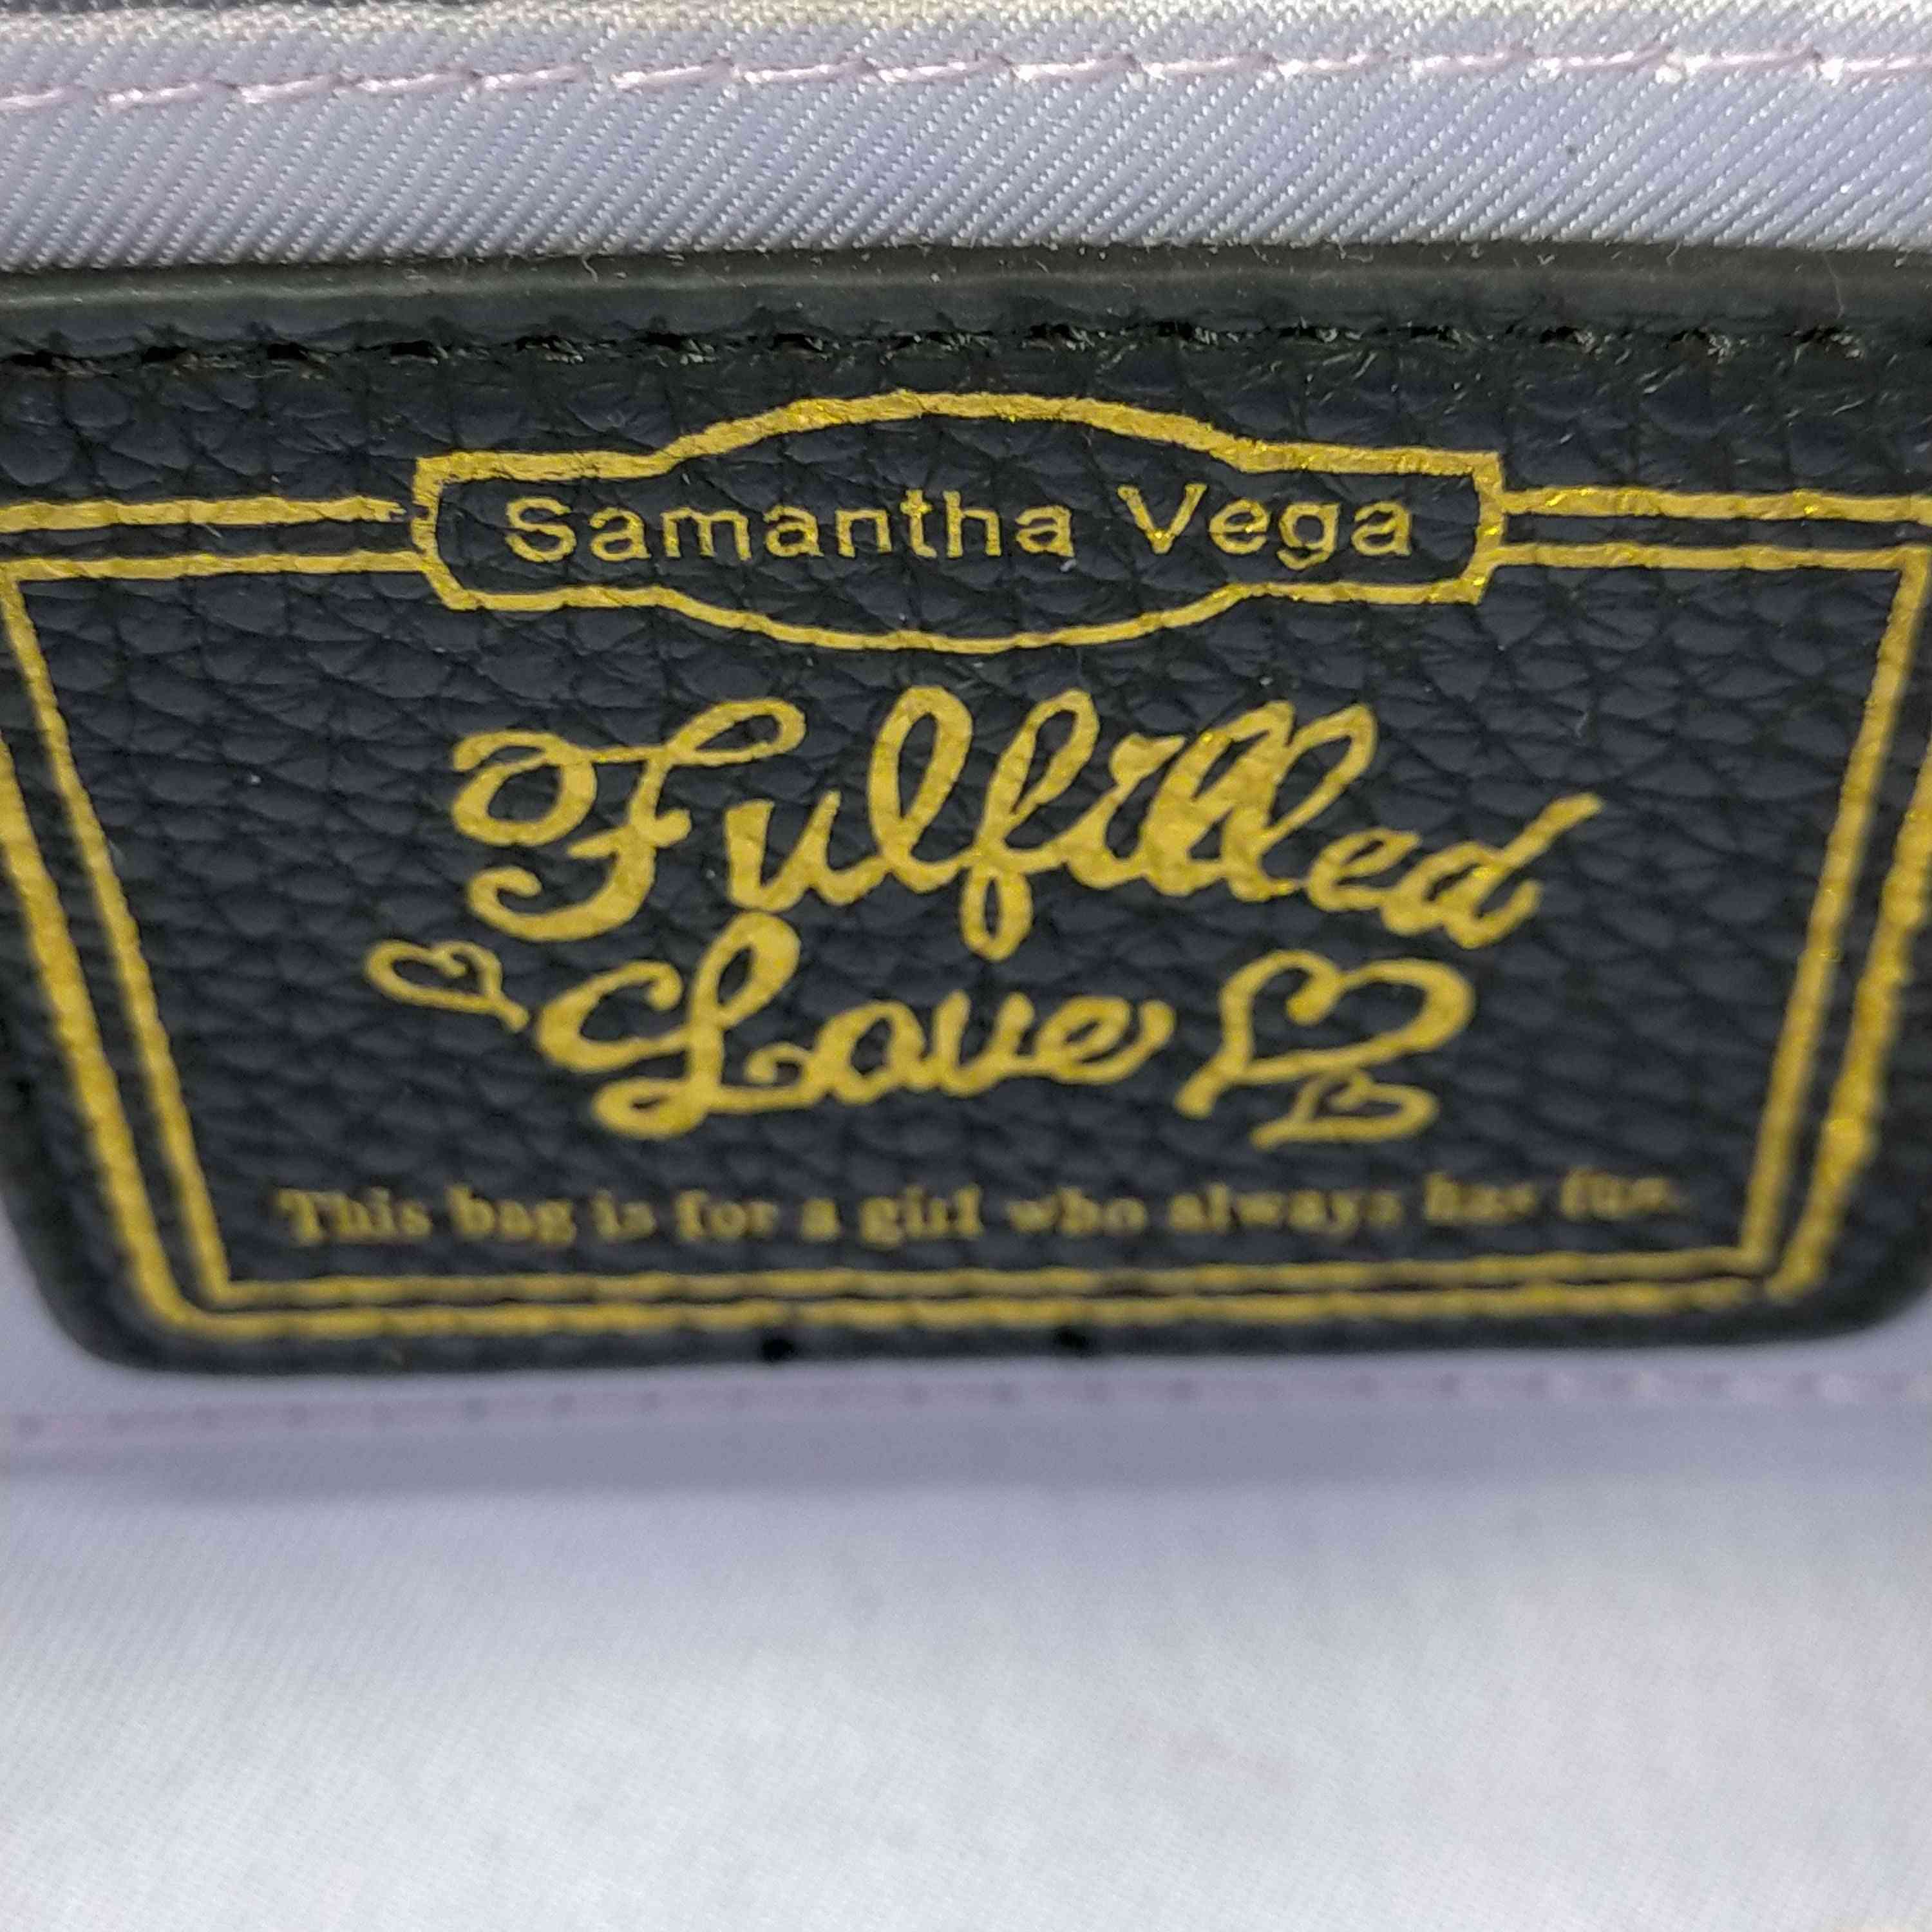 Samantha Vega
Fulfilled
Love
This bag is for a girl who always has fun.